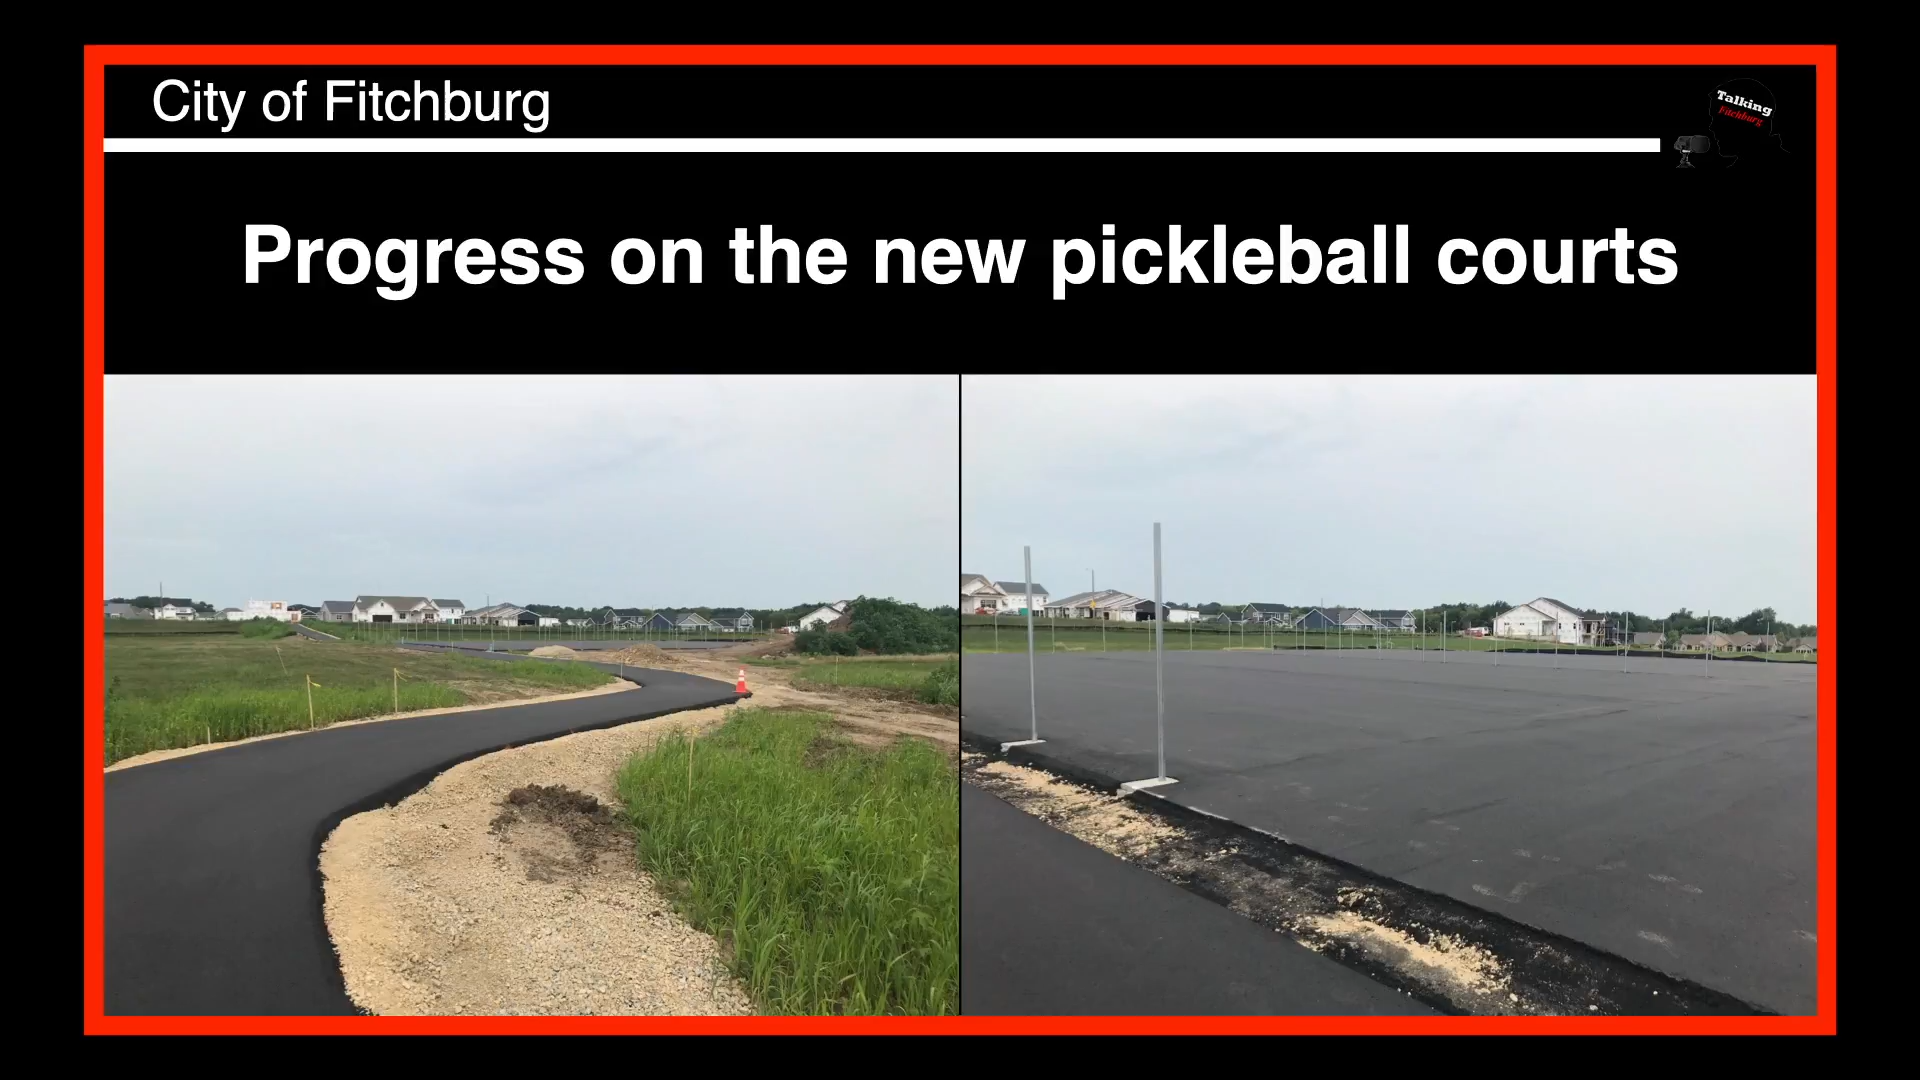 City of Fitchburg
Talking
Fitchburg
Progress on the new pickleball courts